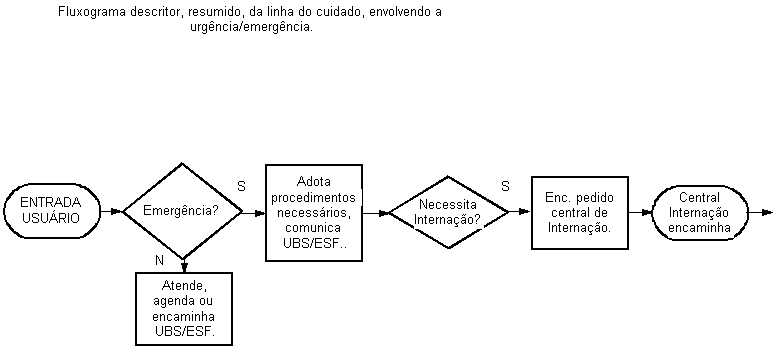 Fluxograma descritor, resumido, da linha do cuidado, envolvendo a
urgência/emergência.
ENTRADA
USUÁRIO
Emergência?
S
N
Atende,
agenda ou
encaminha
UBS/ESF.
Adota
procedimentos
necessários,
comunica
UBS/ESF..
Necessita
Internação?
S
Enc. pedido
central de
Internação.
Central
Internação
encaminha